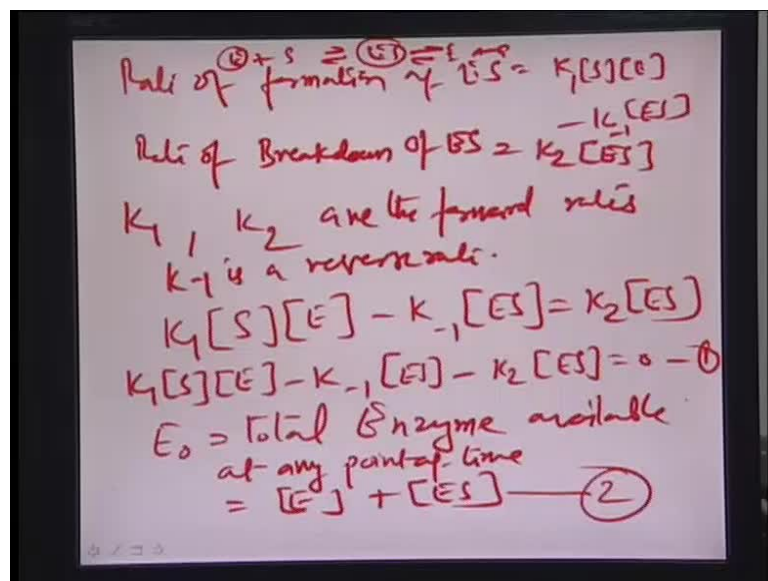 E + S ⇌ ES ⇌ E + P
Rate of formation of ES = K₁[S][E]
- K₋₁[ES]
Rate of Breakdown of ES = K₂[ES]
K₁, K₂ are the forward rates
K₋₁ is a reverse rate.
K₁[S][E] - K₋₁[ES] = K₂[ES]
K₁[S][E] - K₋₁[ES] - K₂[ES] = 0 - ①
E₀ = Total Enzyme available
at any point of time
= [E] + [ES] — ②